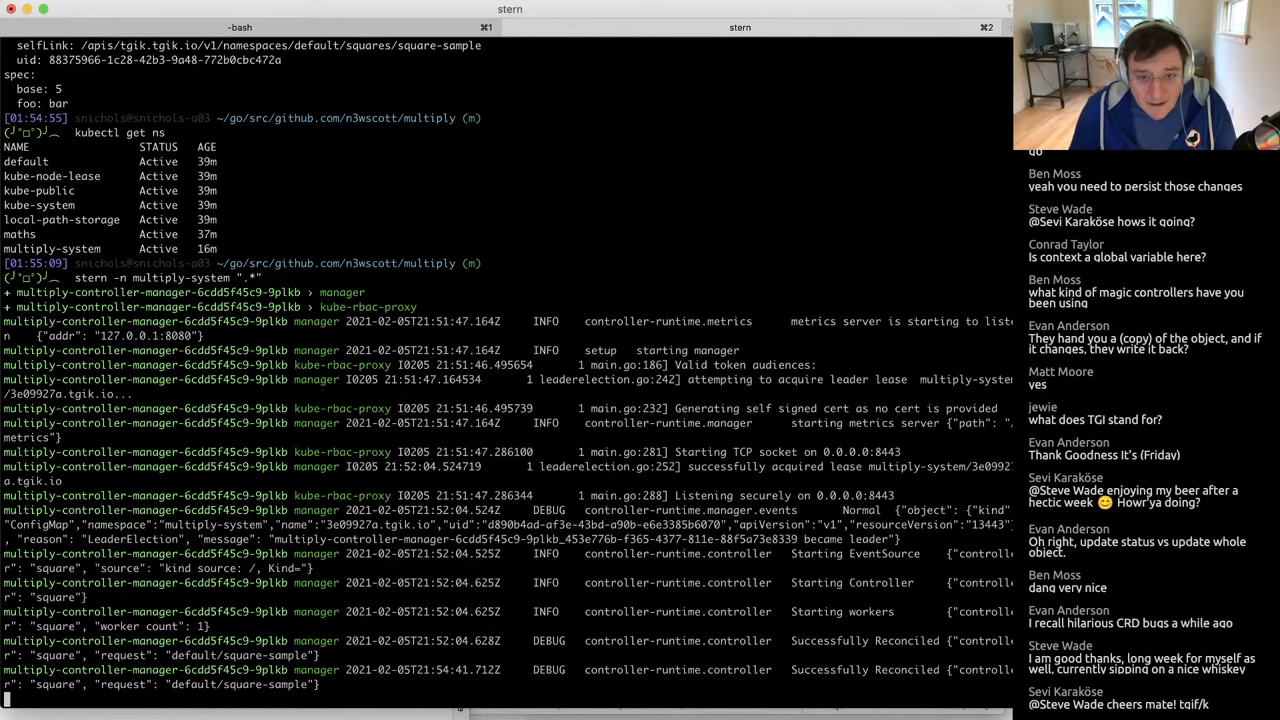 stern
-bash
⌘1
stern
⌘2
selfLink: /apis/tgik.tgik.io/v1/namespaces/default/squares/square-sample
uid: 88375966-1c28-42b3-9a48-772b0cbc472a
spec:
base: 5
foo: bar
[01:54:55] snichols@snichols-a03 ~/go/src/github.com/n3wscott/multiply (m)
(╯°□°)╯︵ kubectl get ns
NAME STATUS AGE
default Active 39m
kube-node-lease Active 39m
kube-public Active 39m
kube-system Active 39m
local-path-storage Active 39m
maths Active 37m
multiply-system Active 16m
[01:55:09] snichols@snichols-a03 ~/go/src/github.com/n3wscott/multiply (m)
(╯°□°)╯︵ stern -n multiply-system ".*"
+ multiply-controller-manager-6cdd5f45c9-9plkb › manager
+ multiply-controller-manager-6cdd5f45c9-9plkb › kube-rbac-proxy
multiply-controller-manager-6cdd5f45c9-9plkb manager 2021-02-05T21:51:47.164Z INFO controller-runtime.metrics metrics server is starting to liste
n {"addr": "127.0.0.1:8080"}
multiply-controller-manager-6cdd5f45c9-9plkb manager 2021-02-05T21:51:47.164Z INFO setup starting manager
multiply-controller-manager-6cdd5f45c9-9plkb kube-rbac-proxy I0205 21:51:46.495654 1 main.go:186] Valid token audiences:
multiply-controller-manager-6cdd5f45c9-9plkb manager I0205 21:51:47.164534 1 leaderelection.go:242] attempting to acquire leader lease multiply-system
/3e09927a.tgik.io...
multiply-controller-manager-6cdd5f45c9-9plkb kube-rbac-proxy I0205 21:51:46.495739 1 main.go:232] Generating self signed cert as no cert is provided
multiply-controller-manager-6cdd5f45c9-9plkb manager 2021-02-05T21:51:47.164Z INFO controller-runtime.manager starting metrics server {"path": "/
metrics"}
multiply-controller-manager-6cdd5f45c9-9plkb kube-rbac-proxy I0205 21:51:47.286100 1 main.go:281] Starting TCP socket on 0.0.0.0:8443
multiply-controller-manager-6cdd5f45c9-9plkb manager I0205 21:52:04.524719 1 leaderelection.go:252] successfully acquired lease multiply-system/3e0992
a.tgik.io
multiply-controller-manager-6cdd5f45c9-9plkb kube-rbac-proxy I0205 21:51:47.286344 1 main.go:288] Listening securely on 0.0.0.0:8443
multiply-controller-manager-6cdd5f45c9-9plkb manager 2021-02-05T21:52:04.524Z DEBUG controller-runtime.manager.events Normal {"object": {"kind"
"ConfigMap","namespace":"multiply-system","name":"3e09927a.tgik.io","uid":"d890b4ad-af3e-43bd-a90b-e6e3385b6070","apiVersion":"v1","resourceVersion":"13443"}
, "reason": "LeaderElection", "message": "multiply-controller-manager-6cdd5f45c9-9plkb_453e776b-f365-4377-811e-88f5a73e8339 became leader"}
multiply-controller-manager-6cdd5f45c9-9plkb manager 2021-02-05T21:52:04.525Z INFO controller-runtime.controller Starting EventSource {"control
r": "square", "source": "kind source: /, Kind="}
multiply-controller-manager-6cdd5f45c9-9plkb manager 2021-02-05T21:52:04.625Z INFO controller-runtime.controller Starting Controller {"control
r": "square"}
multiply-controller-manager-6cdd5f45c9-9plkb manager 2021-02-05T21:52:04.625Z INFO controller-runtime.controller Starting workers {"control
r": "square", "worker count": 1}
multiply-controller-manager-6cdd5f45c9-9plkb manager 2021-02-05T21:52:04.628Z DEBUG controller-runtime.controller Successfully Reconciled {"control
r": "square", "request": "default/square-sample"}
multiply-controller-manager-6cdd5f45c9-9plkb manager 2021-02-05T21:54:41.712Z DEBUG controller-runtime.controller Successfully Reconciled {"control
r": "square", "request": "default/square-sample"}
go
Ben Moss
yeah you need to persist those changes
Steve Wade
@Sevi Karaköse hows it going?
Conrad Taylor
Is context a global variable here?
Ben Moss
what kind of magic controllers have you
been using
Evan Anderson
They hand you a (copy) of the object, and if
it changes, they write it back?
Matt Moore
yes
jewie
what does TGI stand for?
Evan Anderson
Thank Goodness It's (Friday)
Sevi Karaköse
@Steve Wade enjoying my beer after a
hectic week 😊 Howr'ya doing?
Evan Anderson
Oh right, update status vs update whole
object.
Ben Moss
dang very nice
Evan Anderson
I recall hilarious CRD bugs a while ago
Steve Wade
I am good thanks, long week for myself as
well, currently sipping on a nice whiskey
Sevi Karaköse
@Steve Wade cheers mate! tgif/k